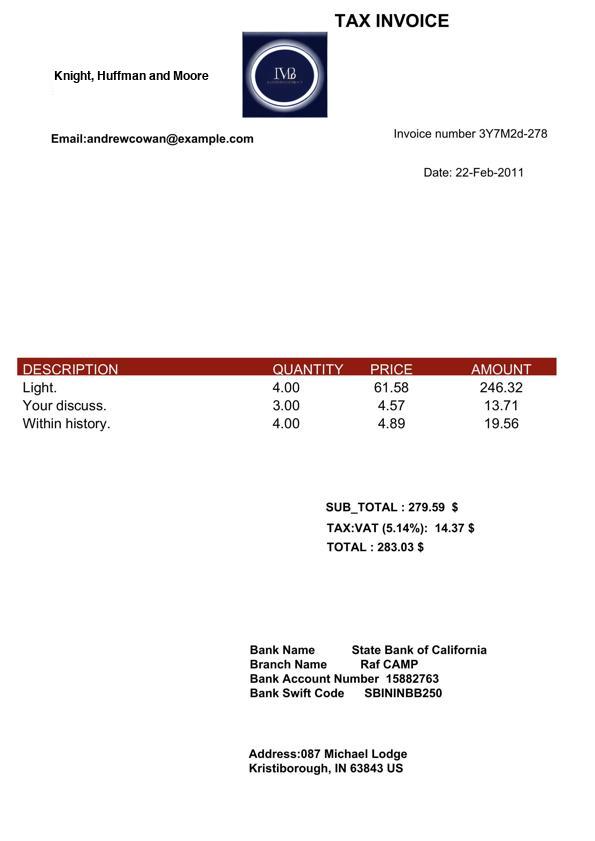 TAX INVOICE
Knight, Huffman and Moore
Email:andrewcowan@example.com
Invoice number 3Y7M2d-278
Date: 22-Feb-2011
DESCRIPTION QUANTITY PRICE AMOUNT
Light. 4.00 61.58 246.32
Your discuss. 3.00 4.57 13.71
Within history. 4.00 4.89 19.56
SUB_TOTAL : 279.59 $
TAX:VAT (5.14%): 14.37 $
TOTAL : 283.03 $
Bank Name State Bank of California
Branch Name Raf CAMP
Bank Account Number 15882763
Bank Swift Code SBININBB250
Address:087 Michael Lodge
Kristiborough, IN 63843 US